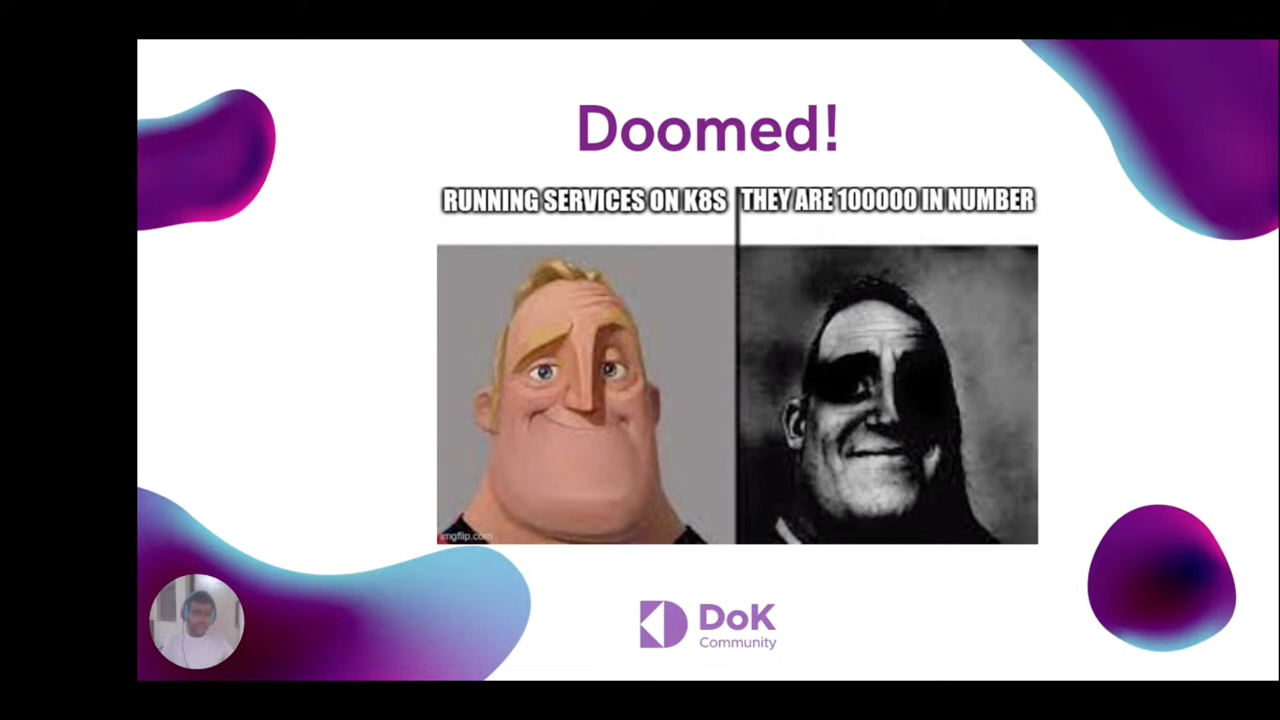 Doomed!
RUNNING SERVICES ON K8S
THEY ARE 100000 IN NUMBER
imgflip.com
DoK
Community